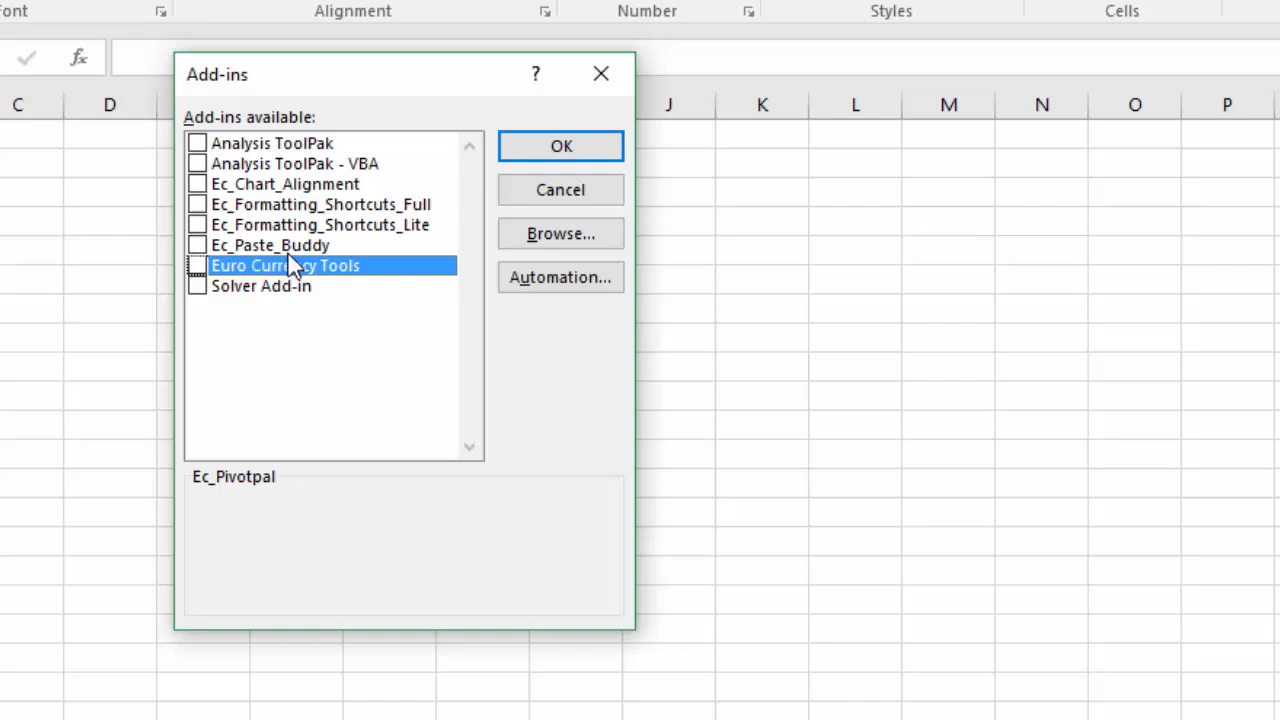 Font Alignment Number Styles Cells
fx
Add-ins ?
C D J K L M N O P
Add-ins available:
Analysis ToolPak
Analysis ToolPak - VBA
Ec_Chart_Alignment
Ec_Formatting_Shortcuts_Full
Ec_Formatting_Shortcuts_Lite
Ec_Paste_Buddy
Euro Currency Tools
Solver Add-in
OK
Cancel
Browse...
Automation...
Ec_Pivotpal